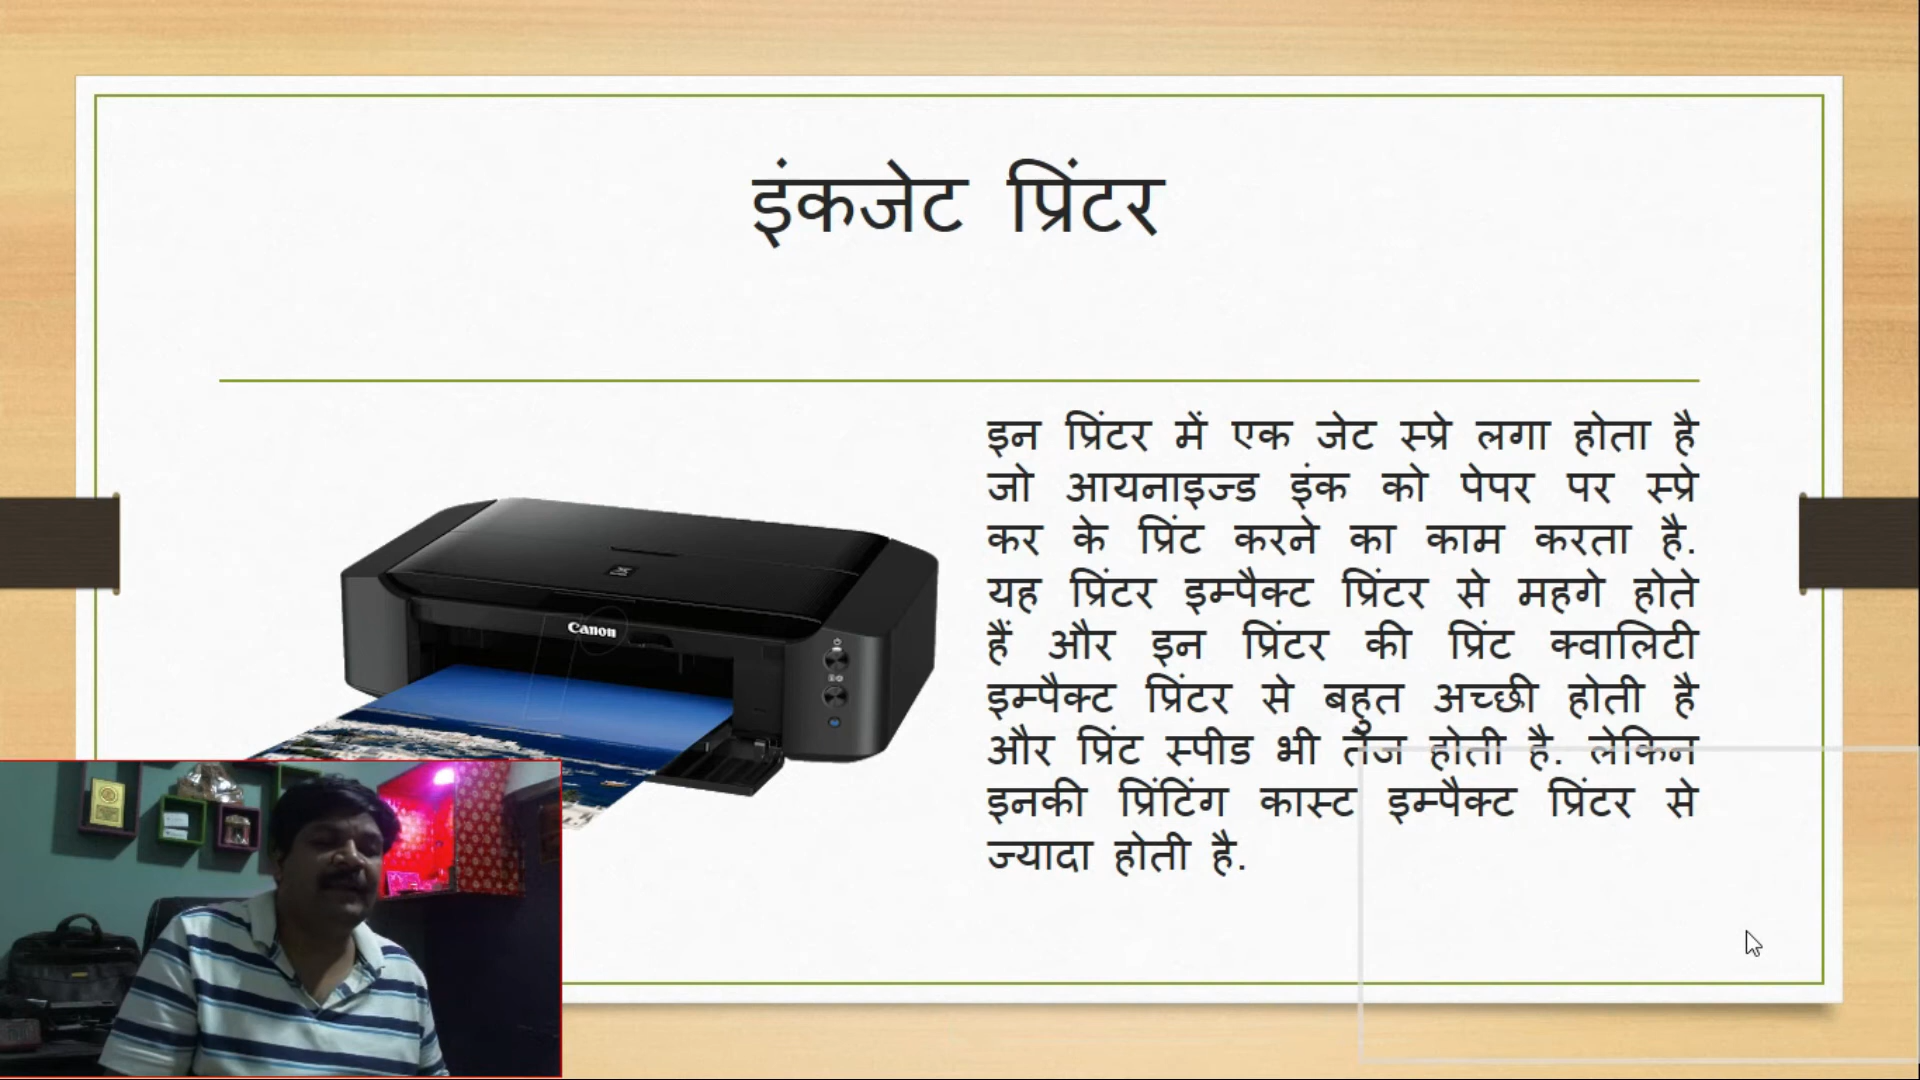 इंकजेट प्रिंटर
इन प्रिंटर में एक जेट स्प्रे लगा होता है
जो आयनाइज्ड इंक को पेपर पर स्प्रे
कर के प्रिंट करने का काम करता है.
यह प्रिंटर इम्पैक्ट प्रिंटर से महगे होते
हैं और इन प्रिंटर की प्रिंट क्वालिटी
इम्पैक्ट प्रिंटर से बहुत अच्छी होती है
और प्रिंट स्पीड भी तेज होती है. लेकिन
इनकी प्रिंटिंग कास्ट इम्पैक्ट प्रिंटर से
ज्यादा होती है.
Canon